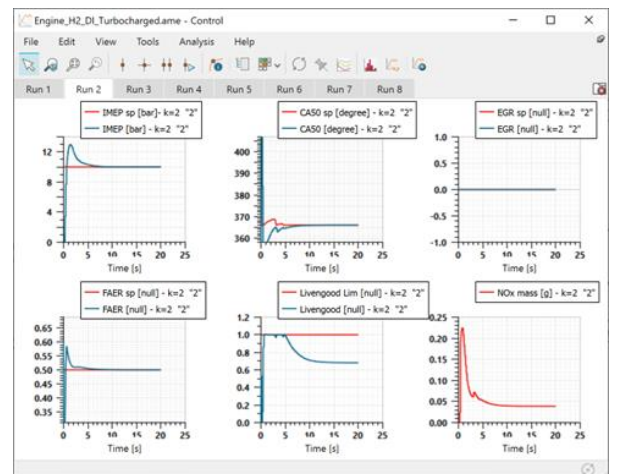 Engine_H2_DI_Turbocharged.ame - Control
File Edit View Tools Analysis Help
Run 1 Run 2 Run 3 Run 4 Run 5 Run 6 Run 7 Run 8
IMEP sp [bar]- k=2 "2"
IMEP [bar] - k=2 "2"
12
8
4
0
0 5 10 15 20 25
Time [s]
CA50 sp [degree] - k=2 "2"
CA50 [degree] - k=2 "2"
400
390
380
370
360
0 5 10 15 20 25
Time [s]
EGR sp [null] - k=2 "2"
EGR [null] - k=2 "2"
1.0
0.5
0.0
-0.5
-1.0
0 5 10 15 20 25
Time [s]
FAER sp [null] - k=2 "2"
FAER [null] - k=2 "2"
0.65
0.60
0.55
0.50
0.45
0.40
0.35
0 5 10 15 20 25
Time [s]
Livengood Lim [null] - k=2 "2"
Livengood [null] - k=2 "2"
1.2
1.0
0.8
0.6
0.4
0.2
0.0
0 5 10 15 20 25
Time [s]
NOx mass [g] - k=2 "2"
0.25
0.20
0.15
0.10
0.05
0.00
0 5 10 15 20 25
Time [s]